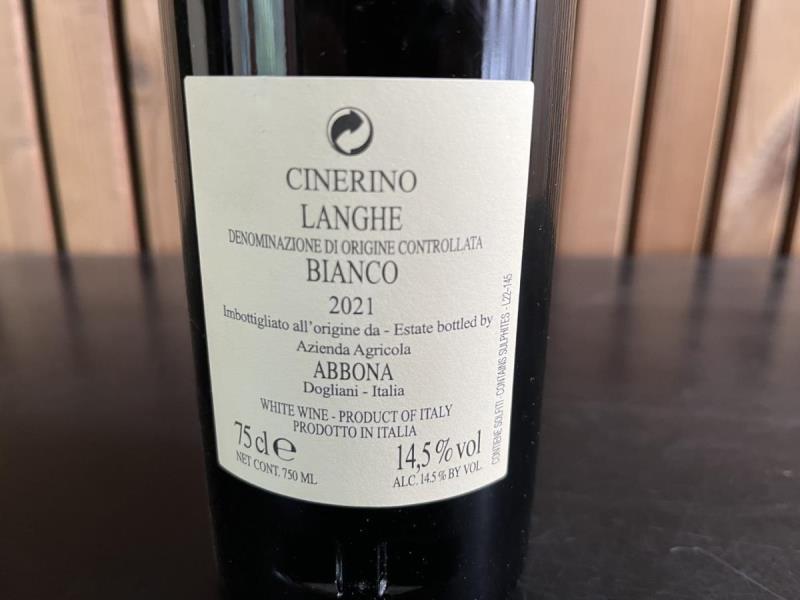 CINERINO
LANGHE
DENOMINAZIONE DI ORIGINE CONTROLLATA
BIANCO
2021
Imbottigliato all'origine da - Estate bottled by
Azienda Agricola
ABBONA
Dogliani - Italia
WHITE WINE - PRODUCT OF ITALY
PRODOTTO IN ITALIA
75 cl e
NET CONT. 750 ML
14,5 % vol
ALC. 14.5 % BY VOL.
CONTIENE SOLFITI - CONTAINS SULPHITES - L22-145